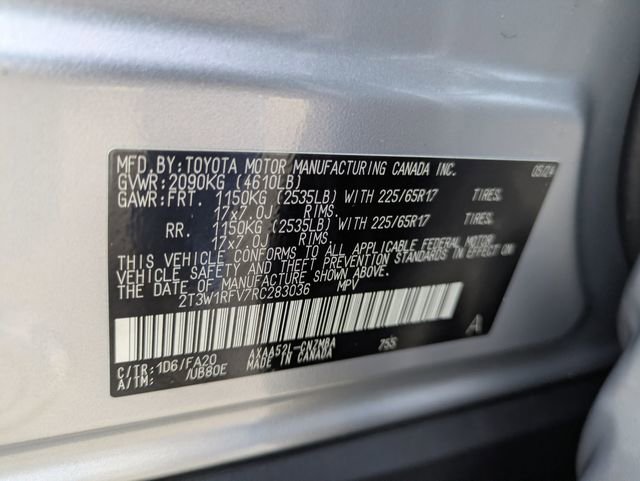 MFD.BY:TOYOTA MOTOR MANUFACTURING CANADA INC. 05/24
GVWR:2090KG (4610LB)
GAWR:FRT. 1150KG (2535LB) WITH 225/65R17 TIRES.
17x7.0J RIMS.
RR. 1150KG (2535LB) WITH 225/65R17 TIRES.
17x7.0J RIMS.
THIS VEHICLE CONFORMS TO ALL APPLICABLE FEDERAL MOTOR
VEHICLE SAFETY AND THEFT PREVENTION STANDARDS IN EFFECT ON
THE DATE OF MANUFACTURE SHOWN ABOVE.
2T3W1RFV7RC283036 MPV
C/TR:1D6/FA20 AXAA52L-CNZMBA 755 A
A/TM: /UB80E MADE IN CANADA